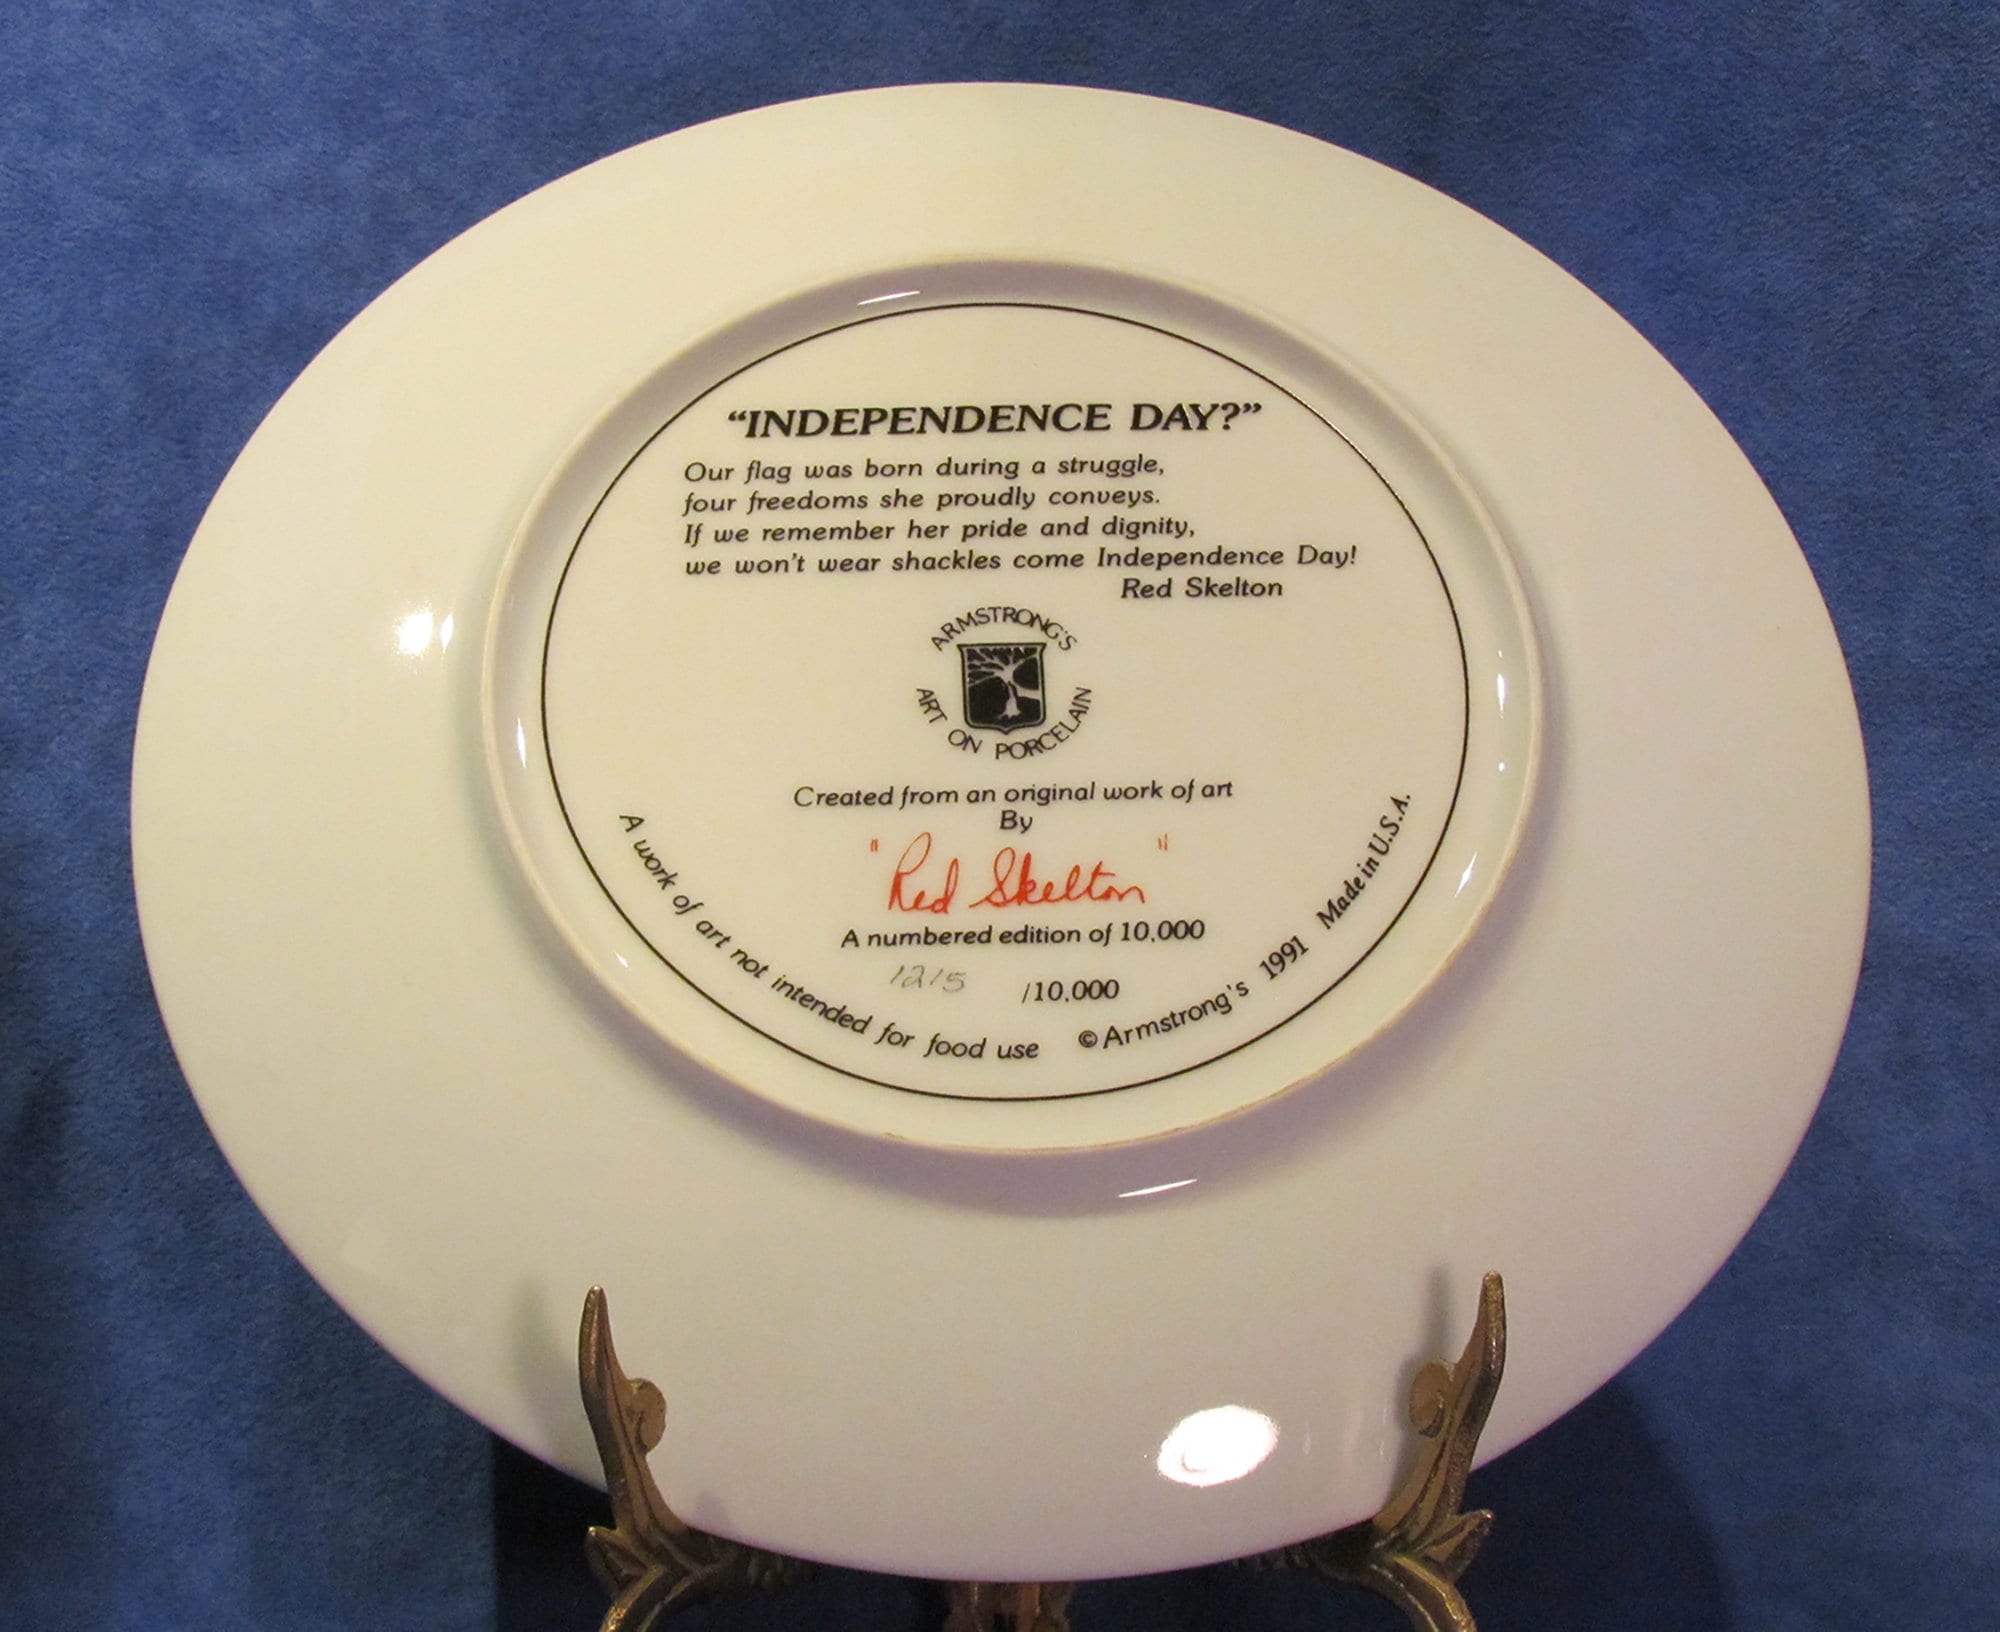 “INDEPENDENCE DAY?”
Our flag was born during a struggle,
four freedoms she proudly conveys.
If we remember her pride and dignity,
we won't wear shackles come Independence Day!
Red Skelton
ARMSTRONG'S
ART ON PORCELAIN
Created from an original work of art
By
"Red Skelton"
A numbered edition of 10,000
1215 /10,000
A work of art not intended for food use © Armstrong's 1991 Made in U.S.A.